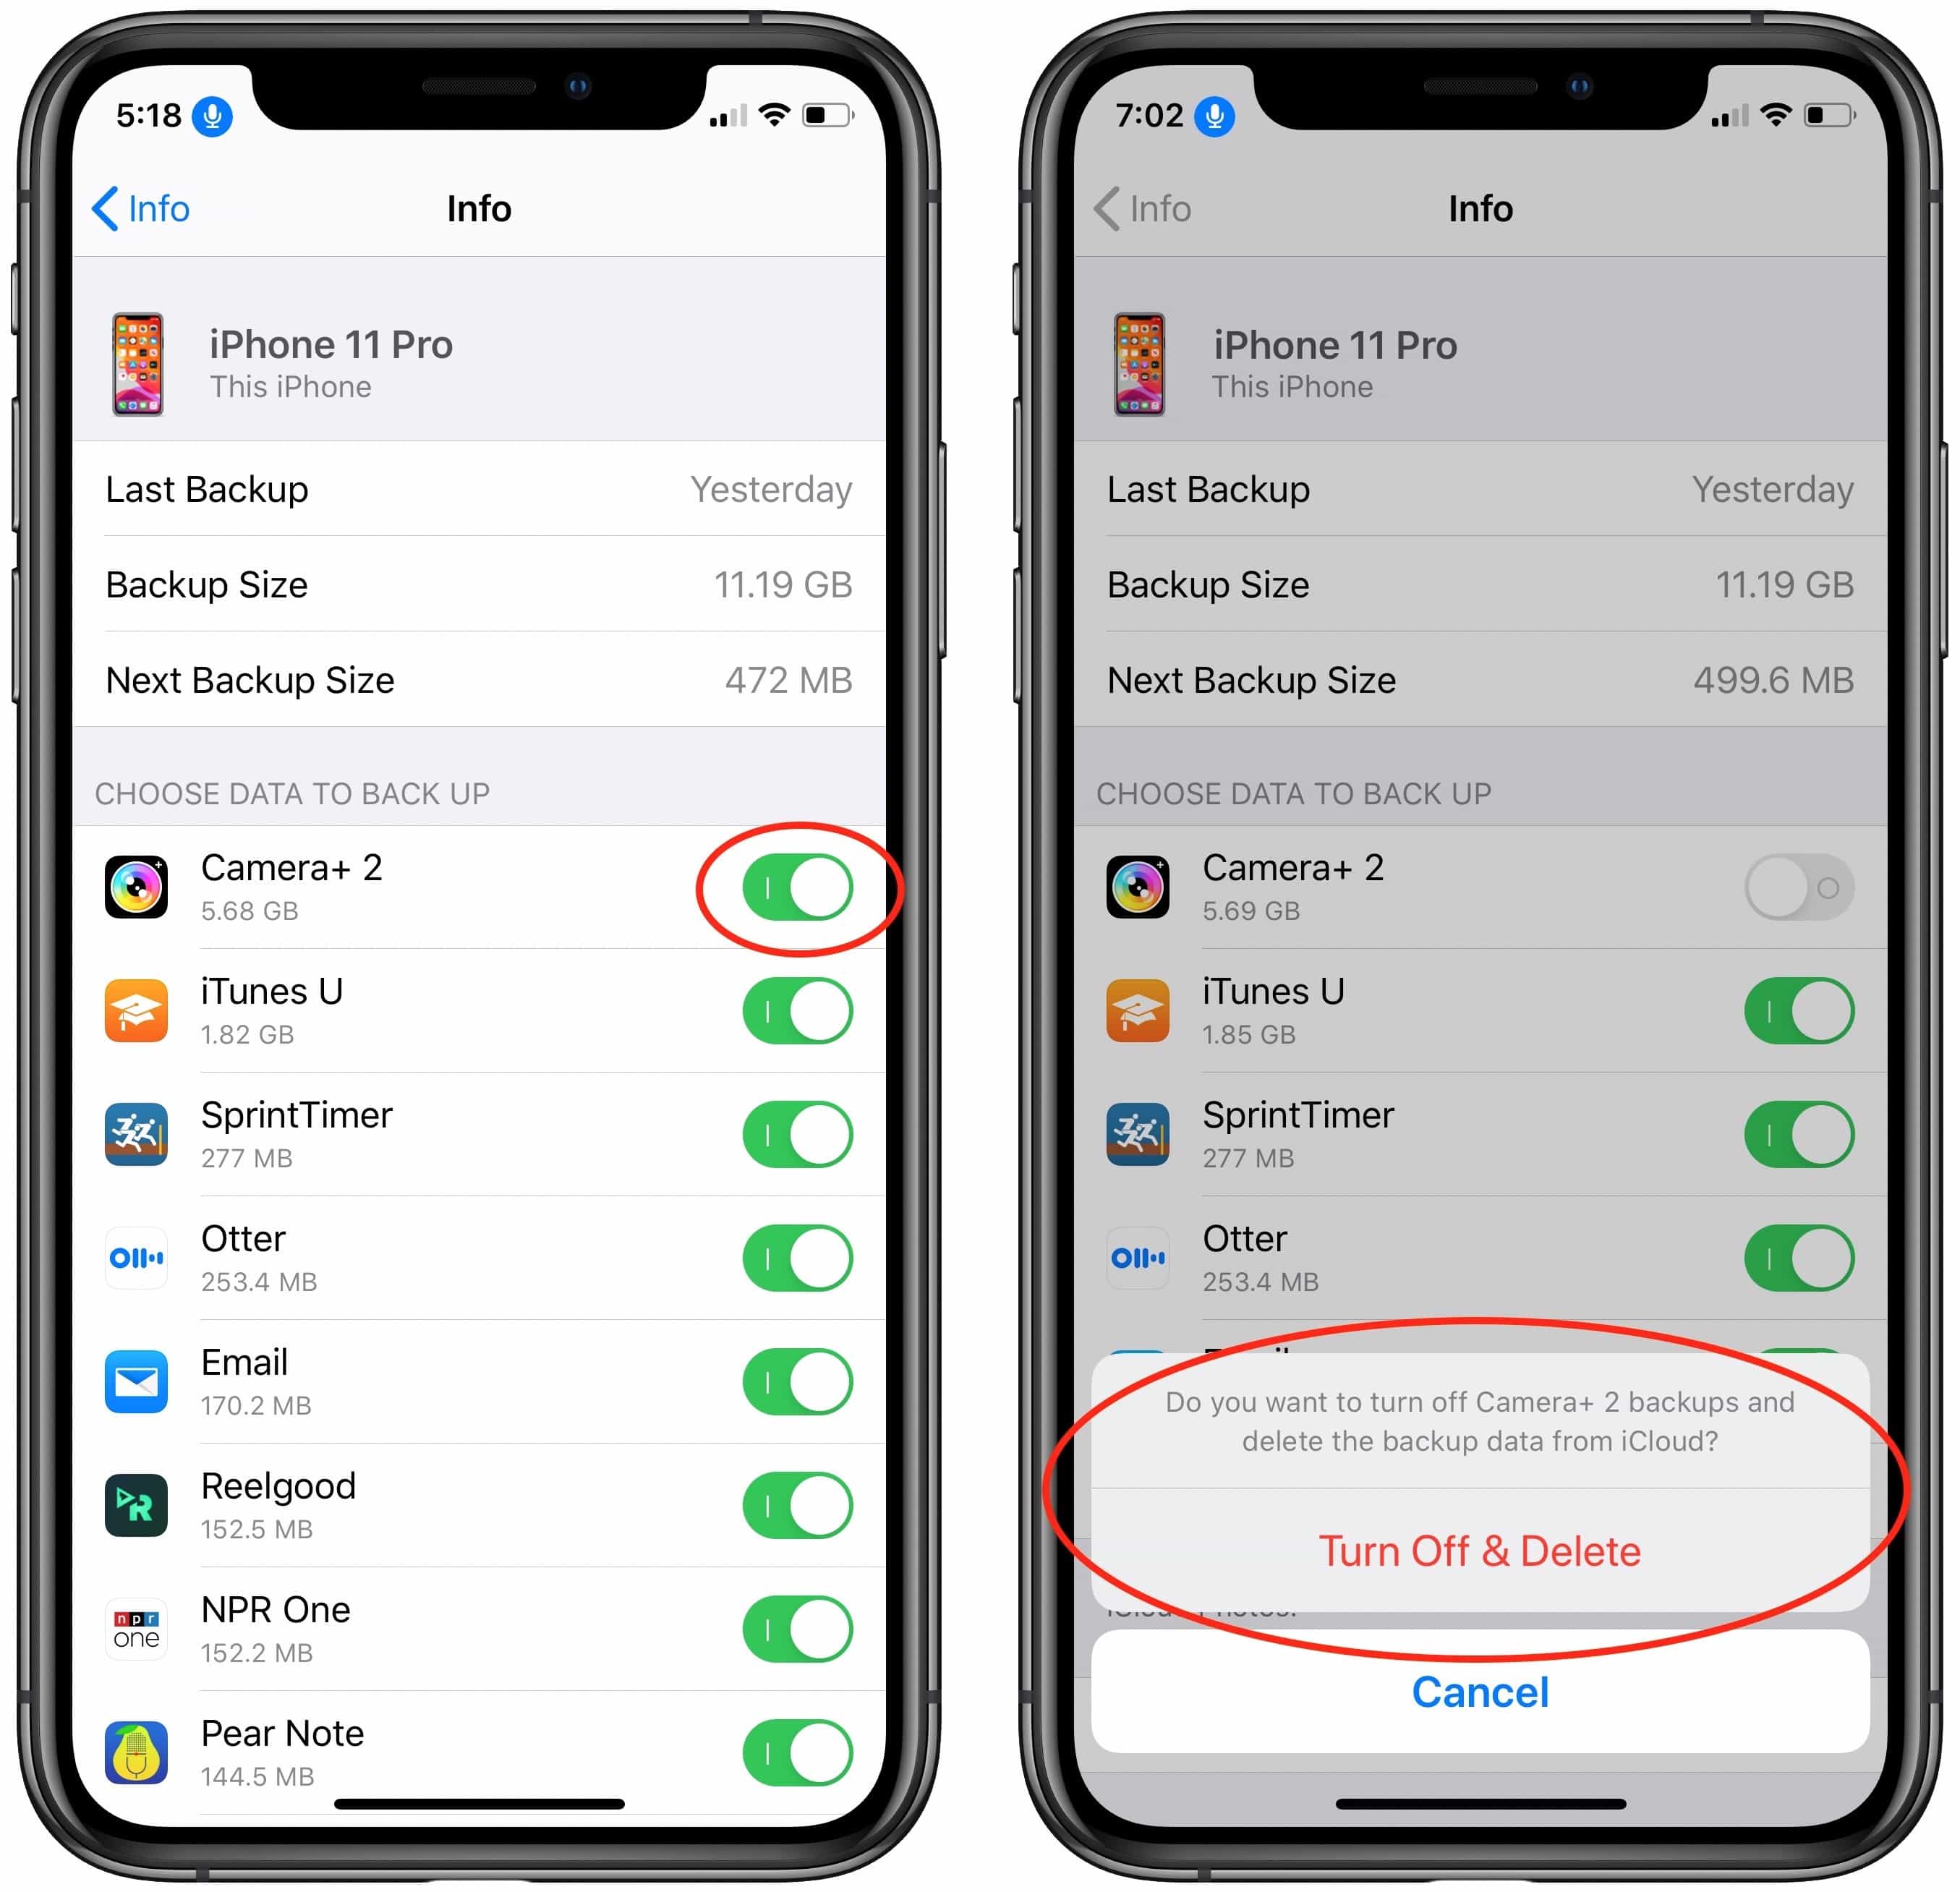 5:18
Info
Info
iPhone 11 Pro
This iPhone
Last Backup Yesterday
Backup Size 11.19 GB
Next Backup Size 472 MB
CHOOSE DATA TO BACK UP
Camera+ 2
5.68 GB
iTunes U
1.82 GB
SprintTimer
277 MB
Otter
253.4 MB
Email
170.2 MB
Reelgood
152.5 MB
npr
one
NPR One
152.2 MB
Pear Note
144.5 MB
7:02
Info
Info
iPhone 11 Pro
This iPhone
Last Backup Yesterday
Backup Size 11.19 GB
Next Backup Size 499.6 MB
CHOOSE DATA TO BACK UP
Camera+ 2
5.69 GB
iTunes U
1.85 GB
SprintTimer
277 MB
Otter
253.4 MB
Do you want to turn off Camera+ 2 backups and
delete the backup data from iCloud?
Turn Off & Delete
Cancel